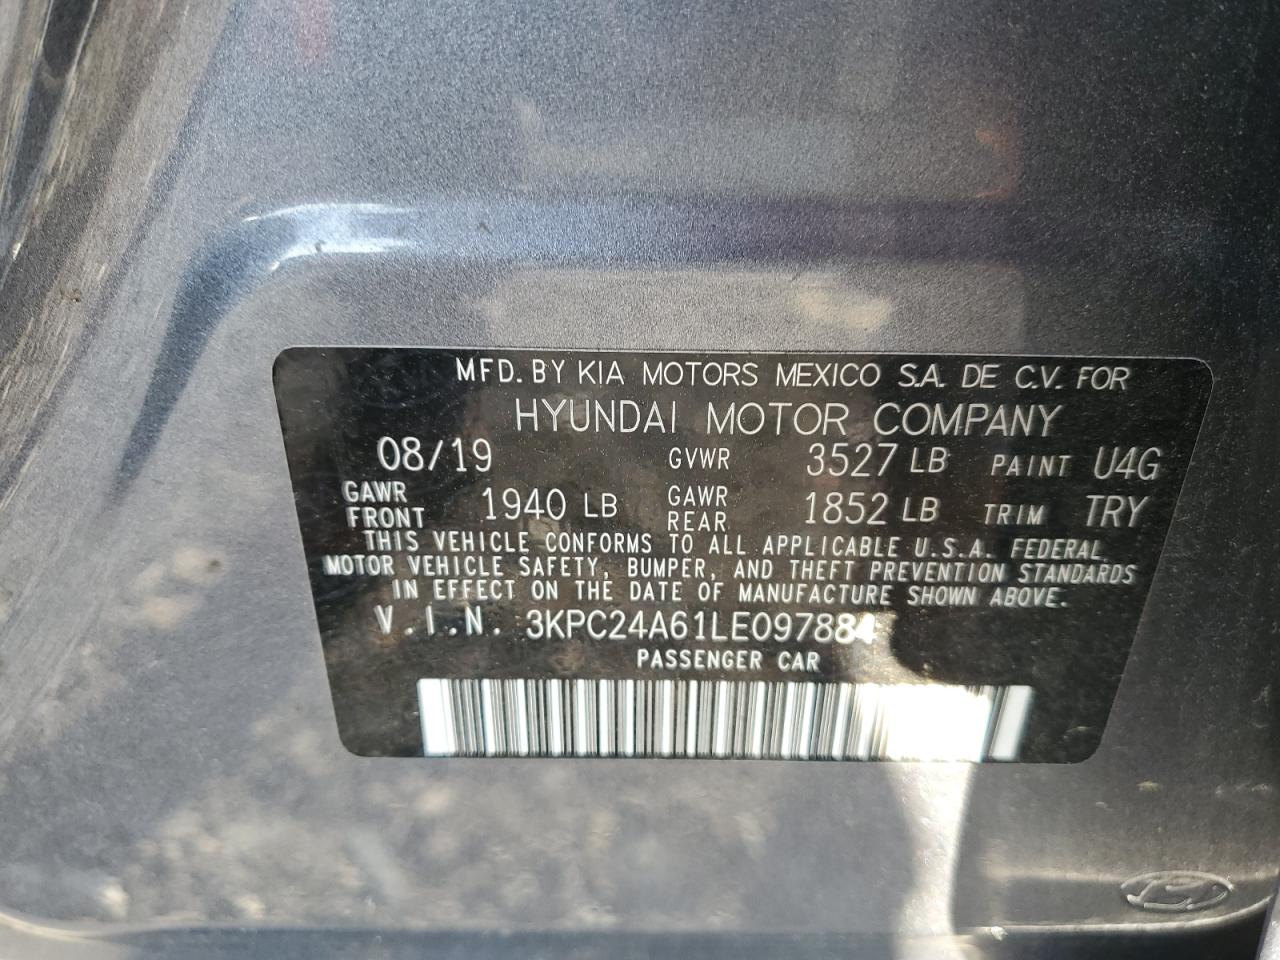 MFD. BY KIA MOTORS MEXICO S.A. DE C.V. FOR
HYUNDAI MOTOR COMPANY
08/19 GVWR 3527 LB PAINT U4G
GAWR FRONT 1940 LB GAWR REAR 1852 LB TRIM TRY
THIS VEHICLE CONFORMS TO ALL APPLICABLE U.S.A. FEDERAL
MOTOR VEHICLE SAFETY, BUMPER, AND THEFT PREVENTION STANDARDS
IN EFFECT ON THE DATE OF MANUFACTURE SHOWN ABOVE.
V.I.N. 3KPC24A61LE097884
PASSENGER CAR